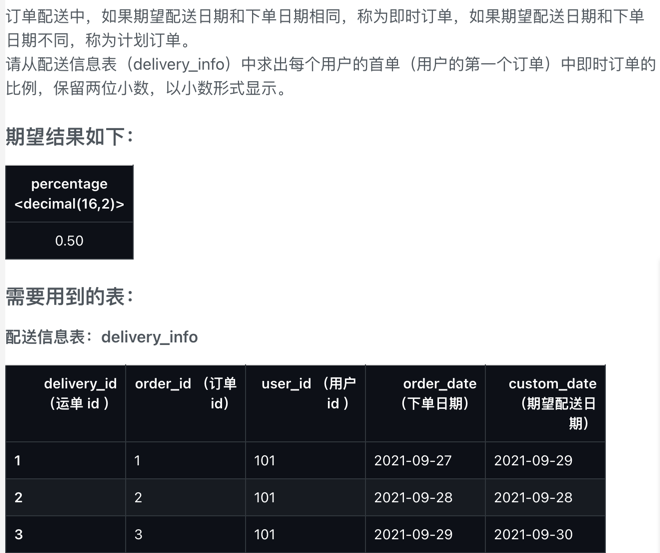 订单配送中，如果期望配送日期和下单日期相同，称为即时订单，如果期望配送日期和下单
日期不同，称为计划订单。
请从配送信息表（delivery_info）中求出每个用户的首单（用户的第一个订单）中即时订单的
比例，保留两位小数，以小数形式显示。
期望结果如下：
percentage
<decimal(16,2)>
0.50
需要用到的表：
配送信息表：delivery_info
delivery_id （运单 id ） order_id （订单 id） user_id （用户 id ） order_date （下单日期） custom_date （期望配送日期）
1 1 101 2021-09-27 2021-09-29
2 2 101 2021-09-28 2021-09-28
3 3 101 2021-09-29 2021-09-30